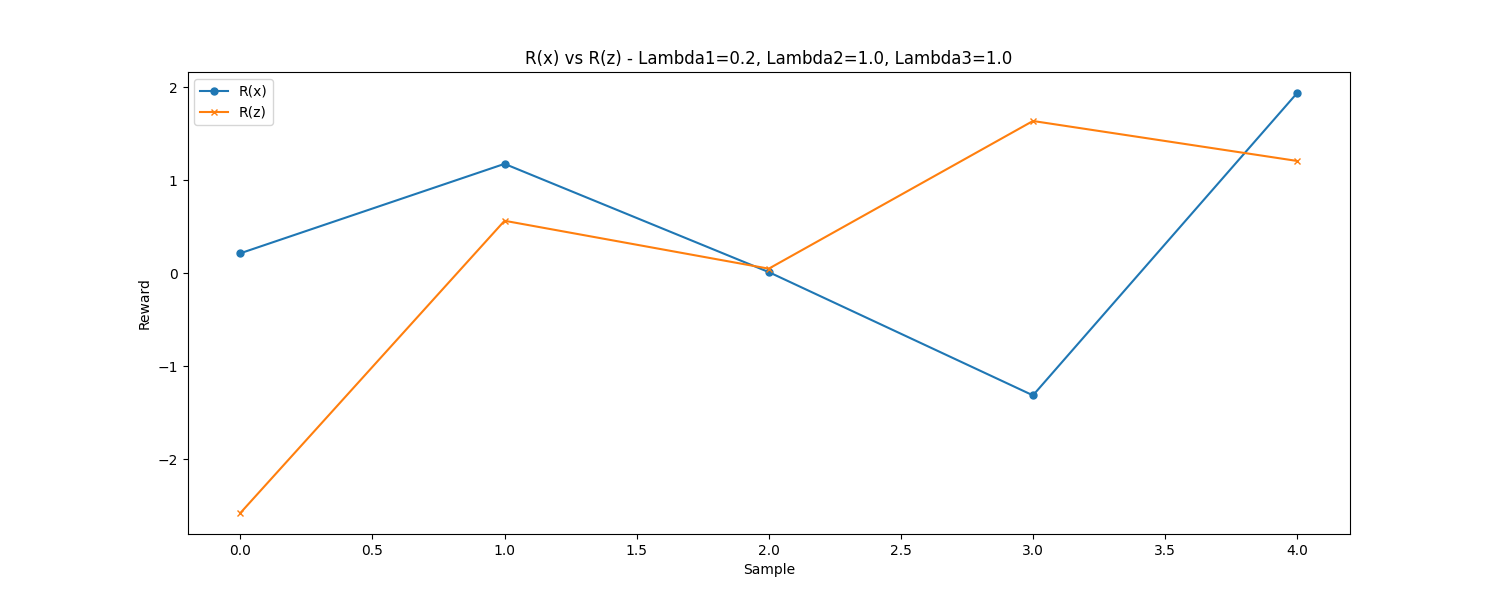 R(x) vs R(z) - Lambda1=0.2, Lambda2=1.0, Lambda3=1.0
R(x)
R(z)
2
1
0
−1
−2
Reward
0.0 0.5 1.0 1.5 2.0 2.5 3.0 3.5 4.0
Sample